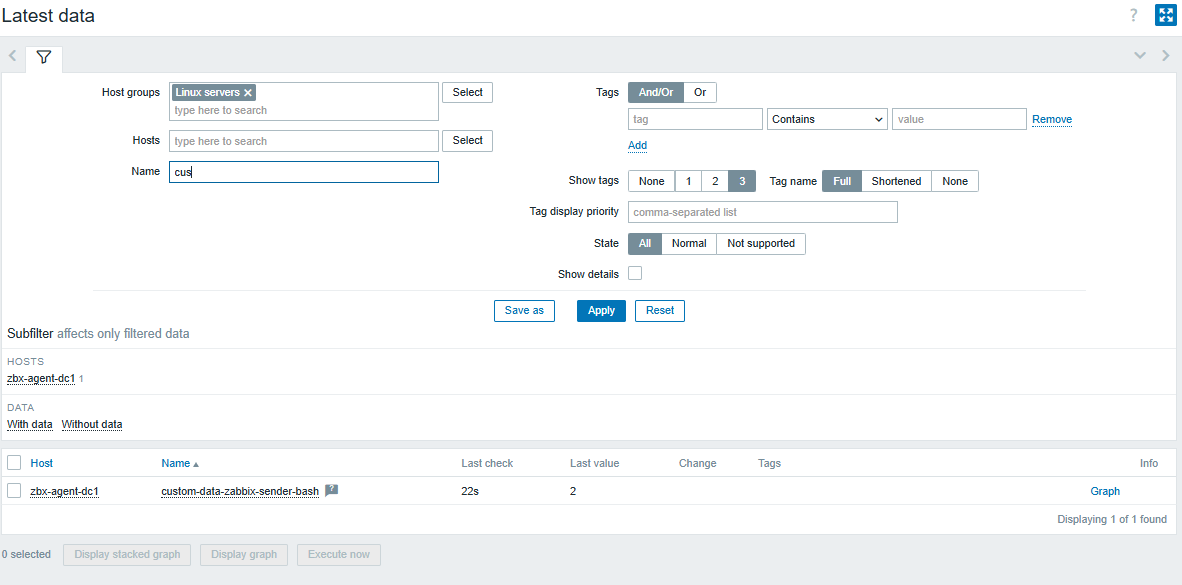 Latest data
?
Host groups Linux servers type here to search Select
Hosts type here to search Select
Name cus
Tags And/Or Or
tag Contains value Remove
Add
Show tags None 1 2 3 Tag name Full Shortened None
Tag display priority comma-separated list
State All Normal Not supported
Show details
Save as Apply Reset
Subfilter affects only filtered data
HOSTS
zbx-agent-dc1 1
DATA
With data Without data
Host Name Last check Last value Change Tags Info
zbx-agent-dc1 custom-data-zabbix-sender-bash ? 22s 2 Graph
Displaying 1 of 1 found
0 selected Display stacked graph Display graph Execute now